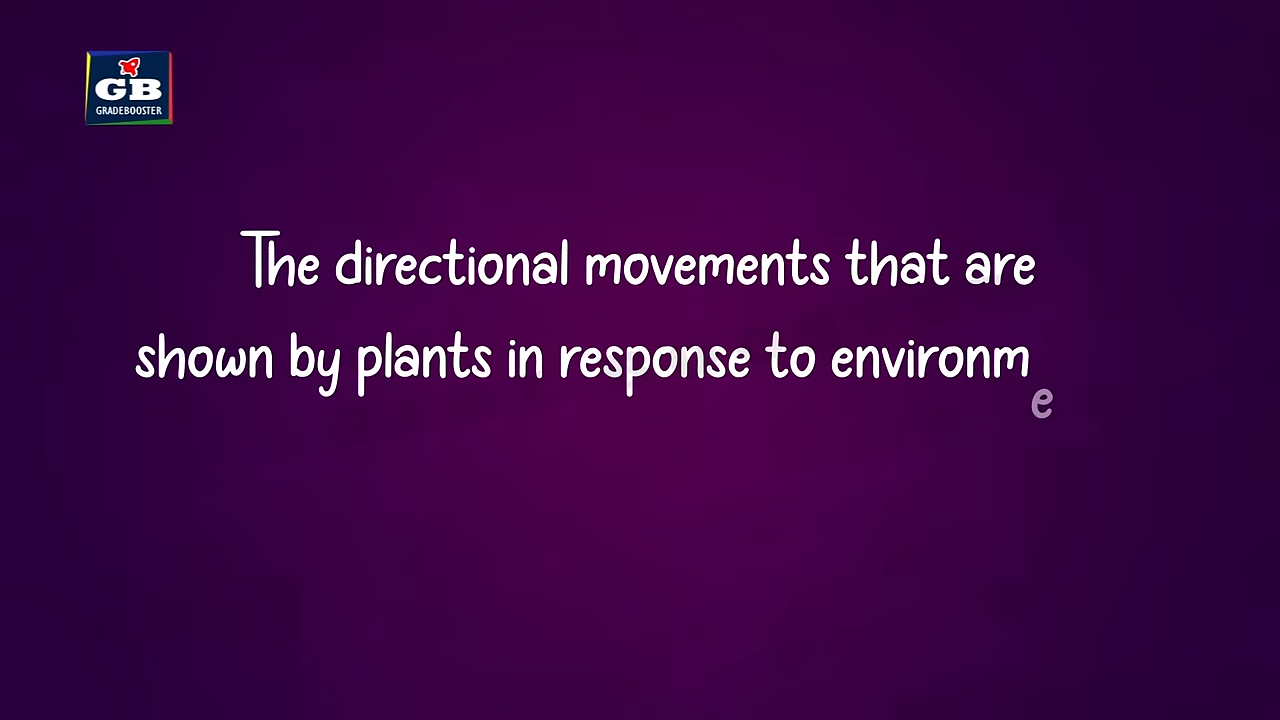 GB
GRADEBOOSTER
The directional movements that are
shown by plants in response to environme